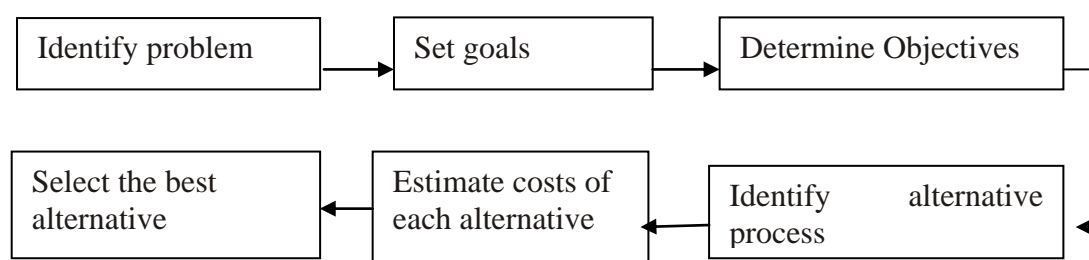 Identify problem
Set goals
Determine Objectives
Identify alternative
process
Estimate costs of
each alternative
Select the best
alternative